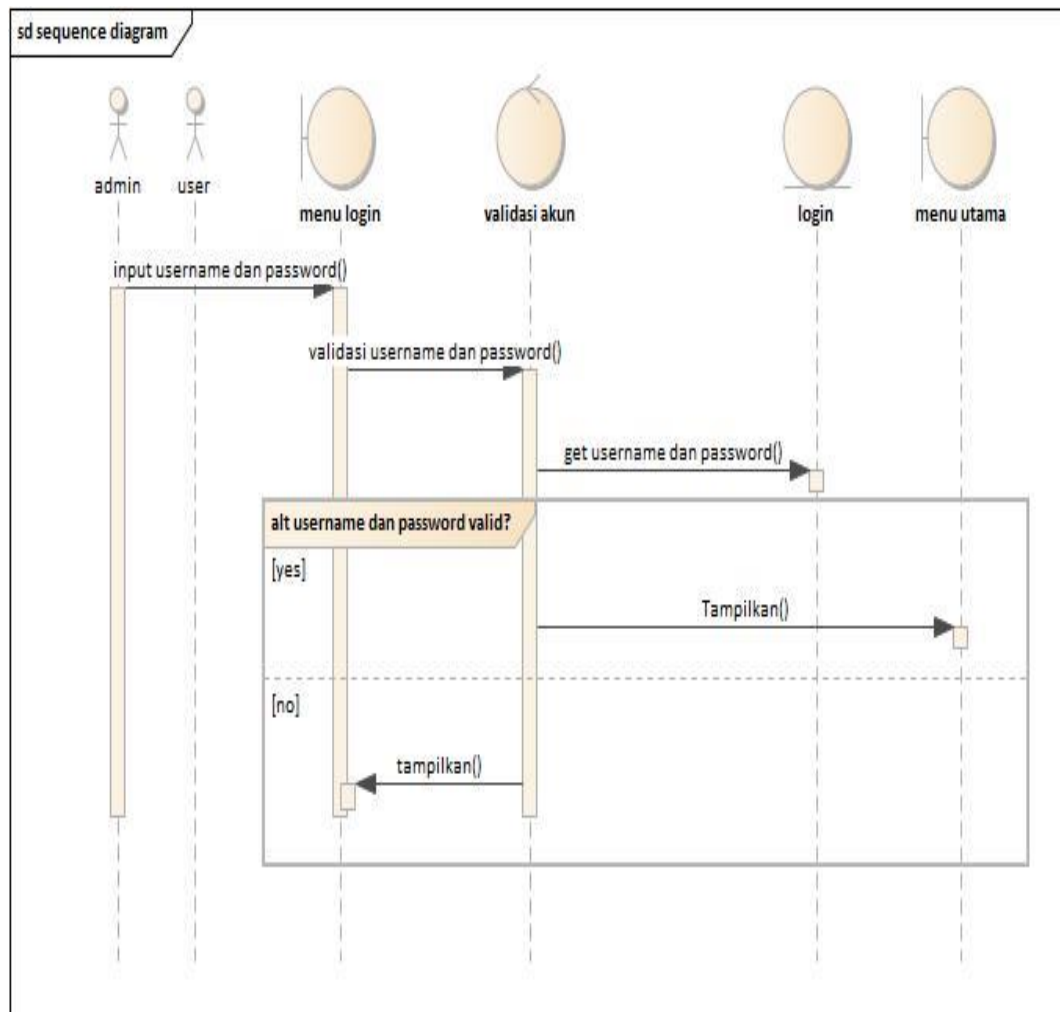 sd sequence diagram
admin
user
menu login
validasi akun
login
menu utama
input username dan password()
validasi username dan password()
get username dan password()
alt username dan password valid?
[yes]
Tampilkan()
[no]
tampilkan()